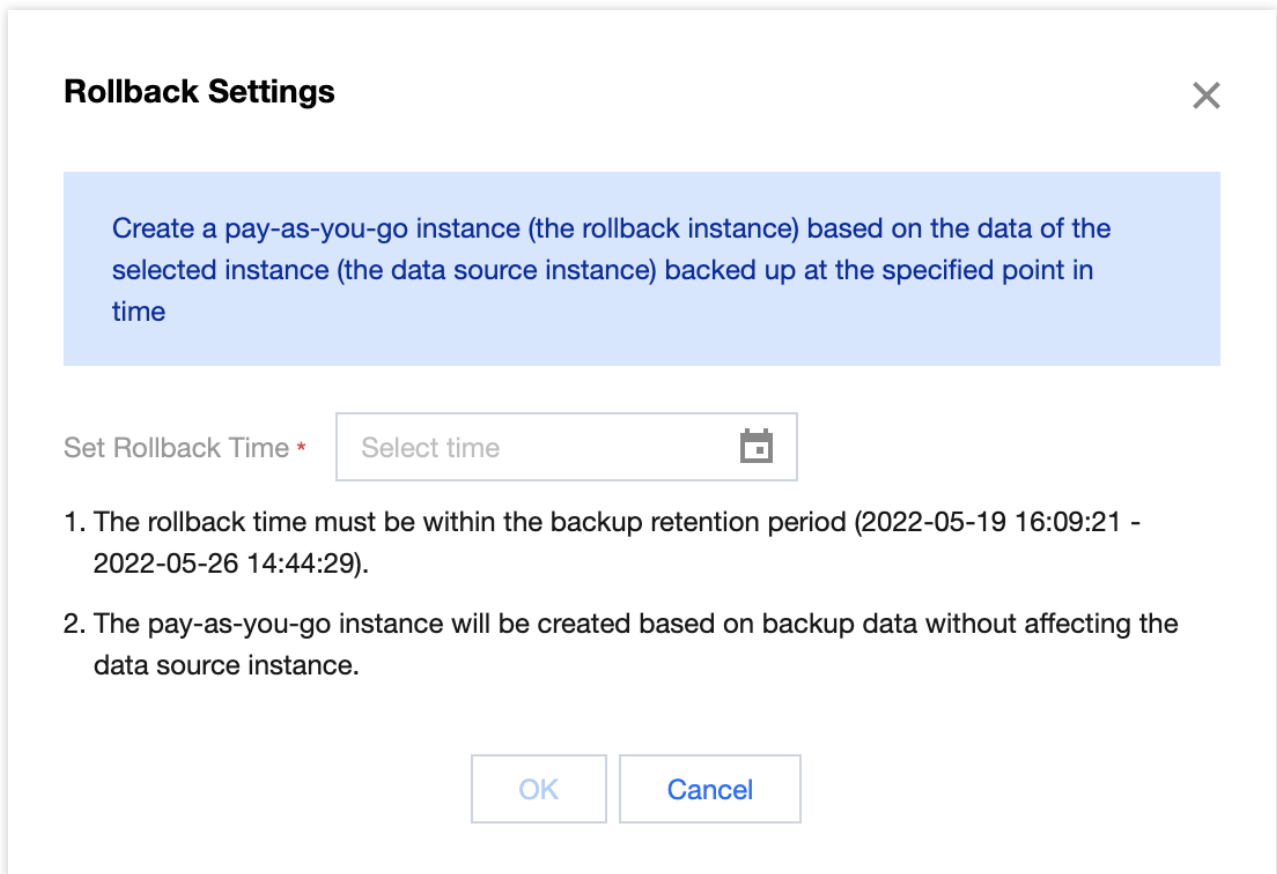 Rollback Settings
Create a pay-as-you-go instance (the rollback instance) based on the data of the
selected instance (the data source instance) backed up at the specified point in
time
Set Rollback Time * Select time
1. The rollback time must be within the backup retention period (2022-05-19 16:09:21 -
2022-05-26 14:44:29).
2. The pay-as-you-go instance will be created based on backup data without affecting the
data source instance.
OK Cancel